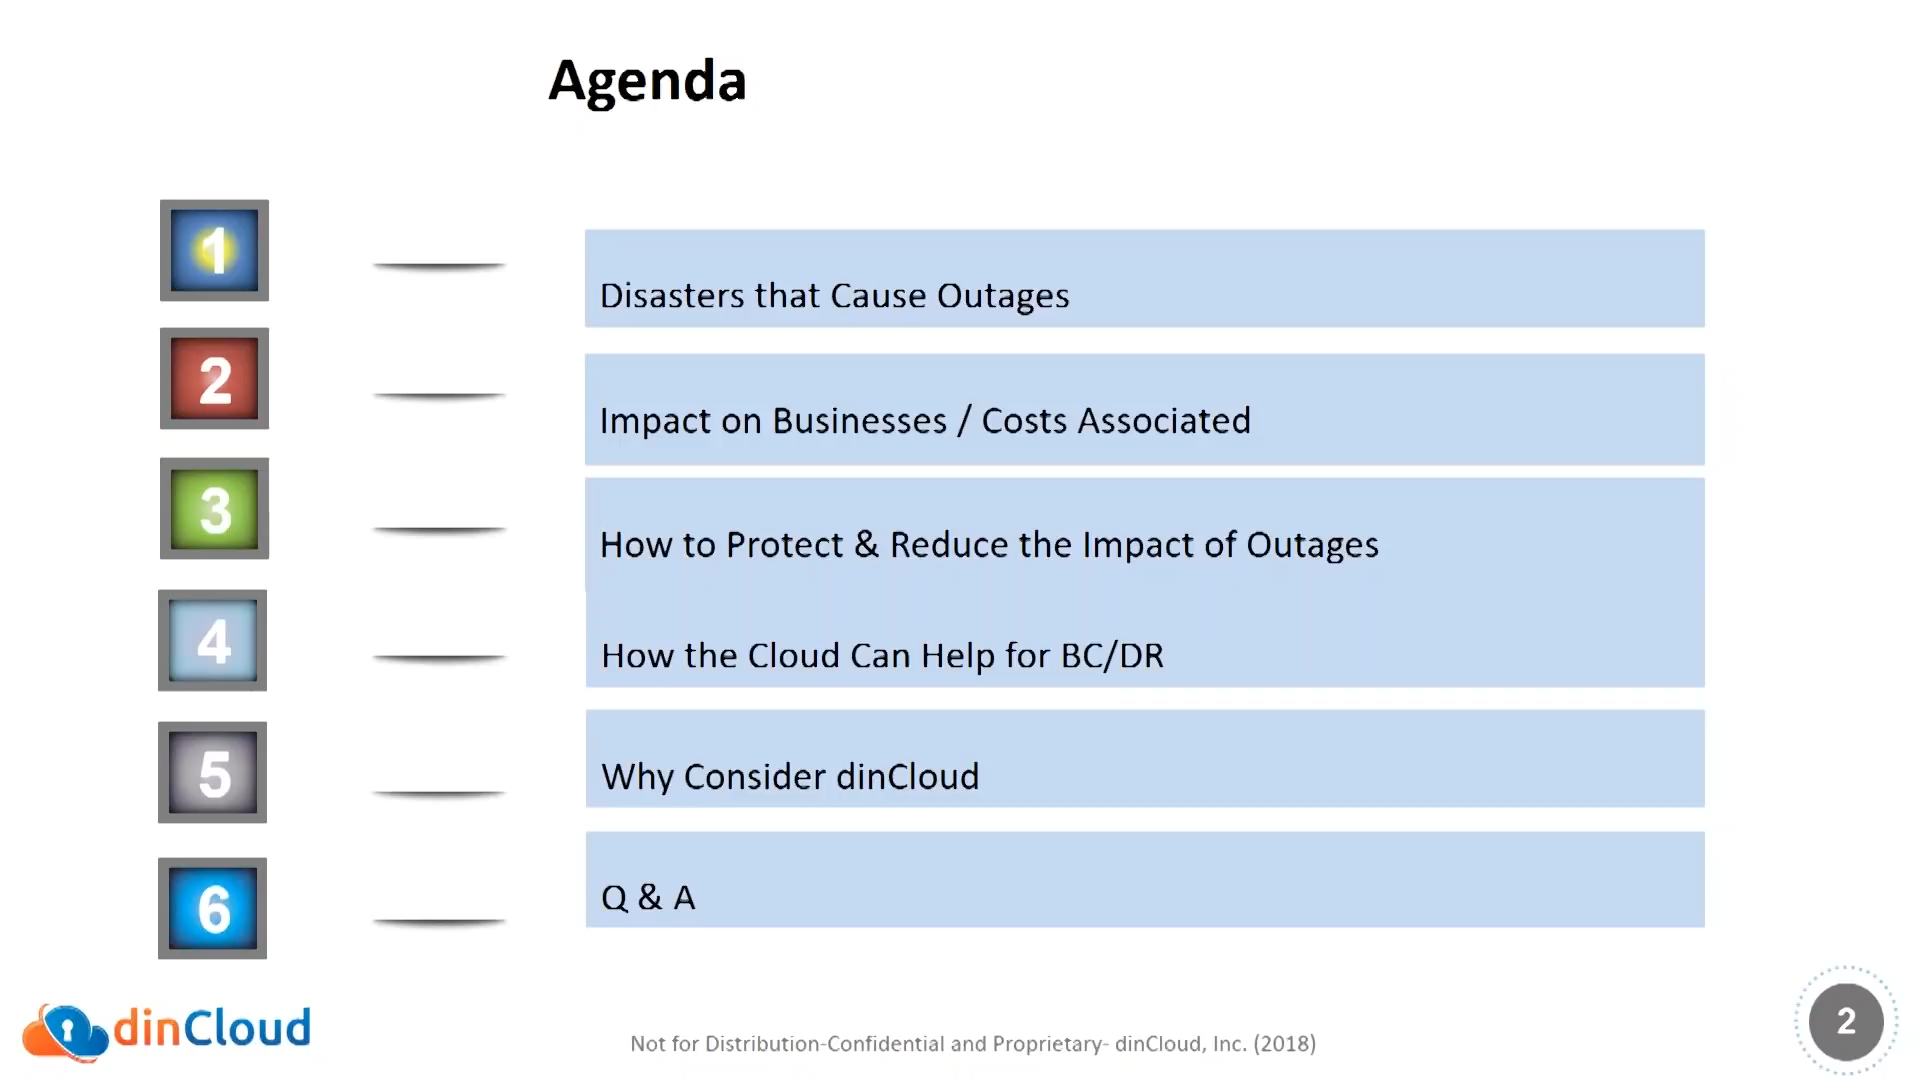 Agenda
1
Disasters that Cause Outages
2
Impact on Businesses / Costs Associated
3
How to Protect & Reduce the Impact of Outages
4
How the Cloud Can Help for BC/DR
5
Why Consider dinCloud
6
Q & A
dinCloud
Not for Distribution-Confidential and Proprietary- dinCloud, Inc. (2018)
2